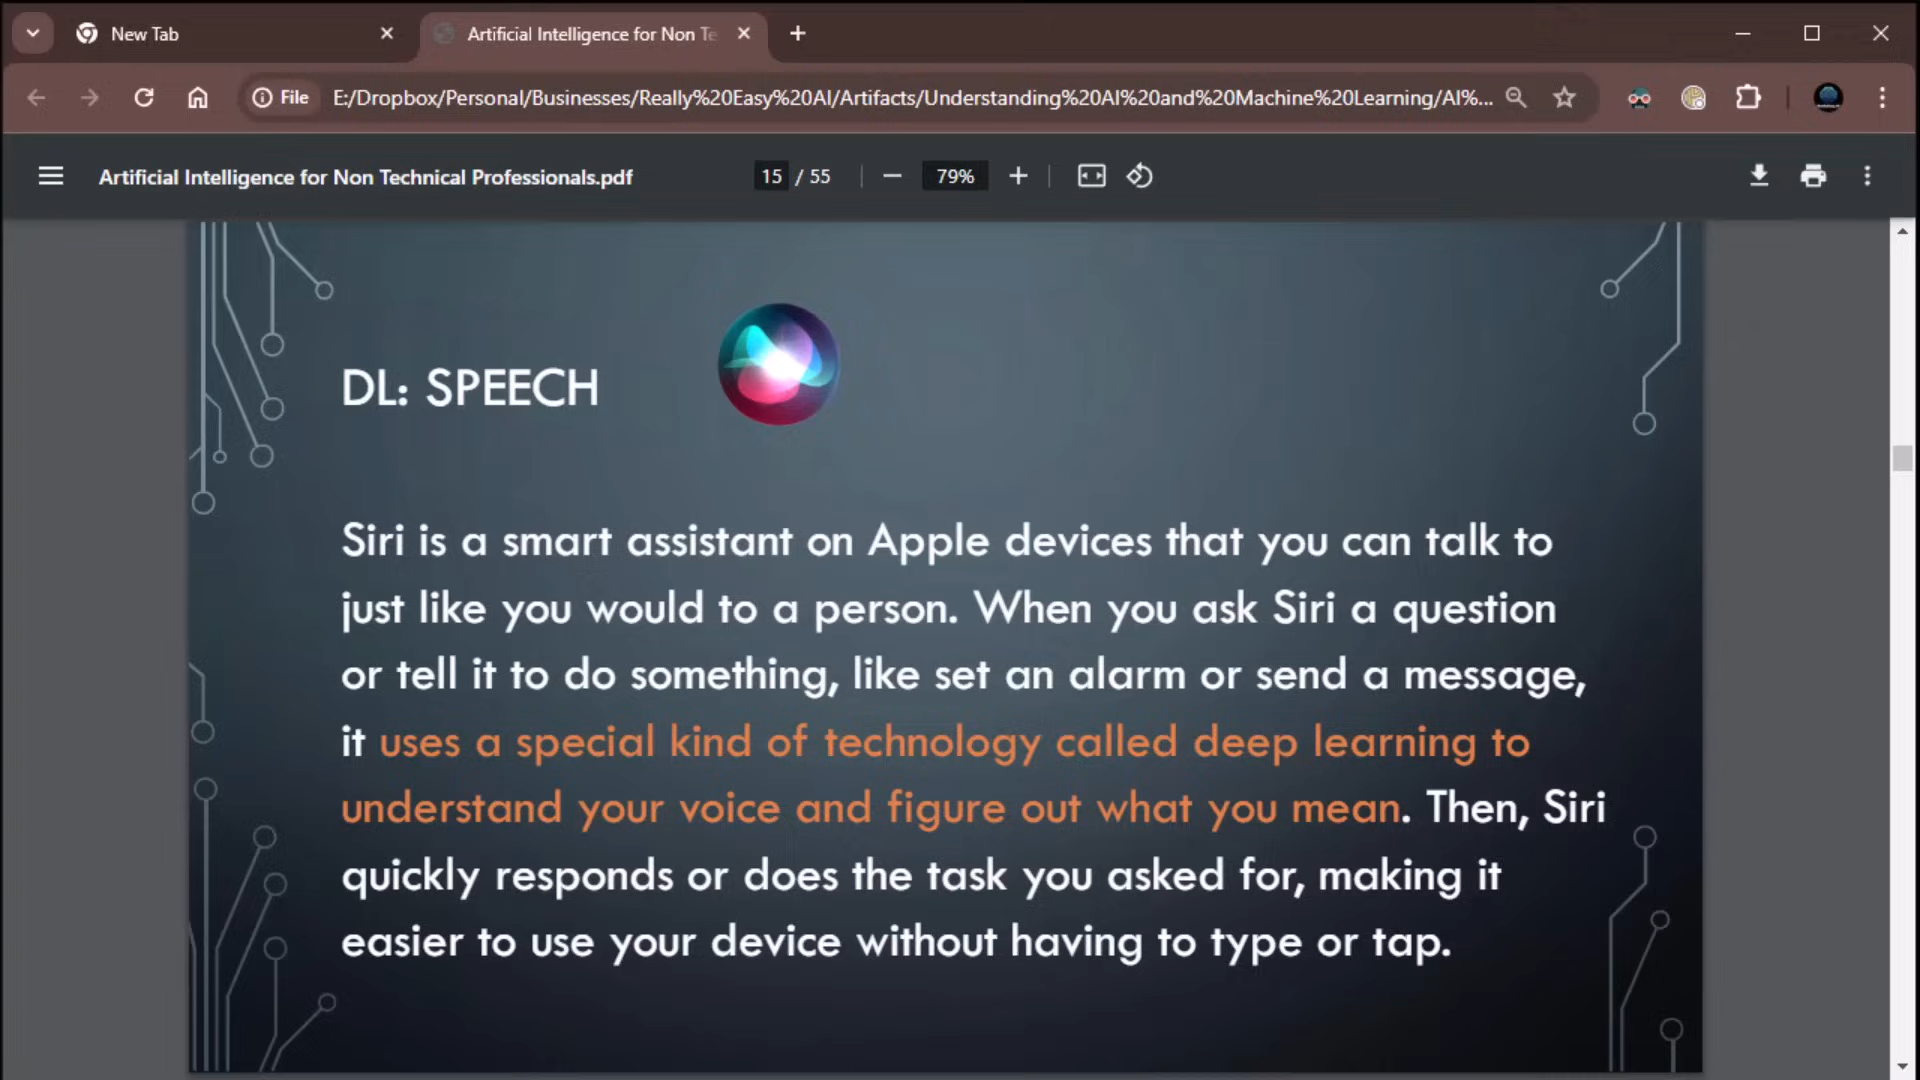 New Tab
Artificial Intelligence for Non Te
File
E:/Dropbox/Personal/Businesses/Really%20Easy%20AI/Artifacts/Understanding%20AI%20and%20Machine%20Learning/AI%...
Artificial Intelligence for Non Technical Professionals.pdf
15 / 55
79%
DL: SPEECH
Siri is a smart assistant on Apple devices that you can talk to
just like you would to a person. When you ask Siri a question
or tell it to do something, like set an alarm or send a message,
it uses a special kind of technology called deep learning to
understand your voice and figure out what you mean. Then, Siri
quickly responds or does the task you asked for, making it
easier to use your device without having to type or tap.